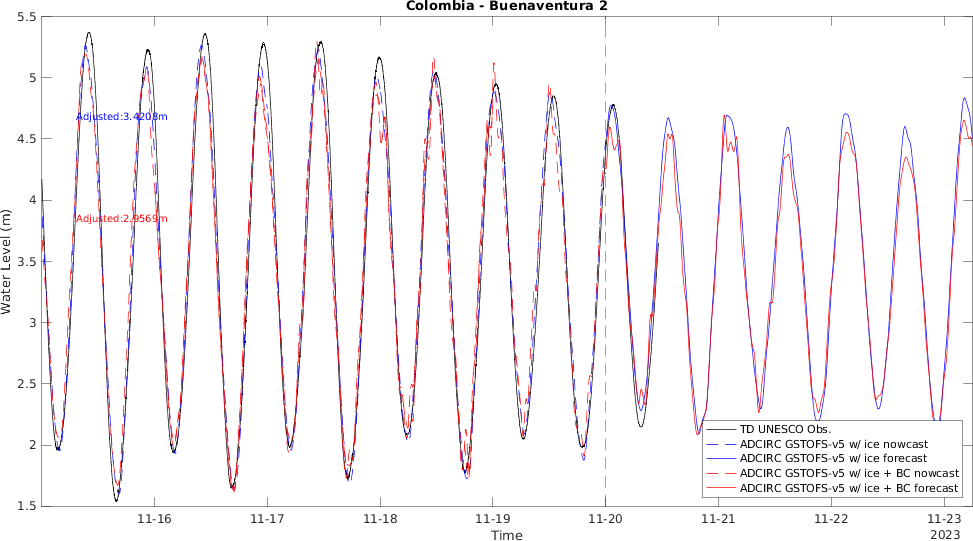 Colombia - Buenaventura 2
5.5
5
4.5
4
3.5
3
2.5
2
1.5
Water Level (m)
Adjusted:3.4208m
Adjusted:2.9569m
TD UNESCO Obs.
ADCIRC GSTOFS-v5 w/ ice nowcast
ADCIRC GSTOFS-v5 w/ ice forecast
ADCIRC GSTOFS-v5 w/ ice + BC nowcast
ADCIRC GSTOFS-v5 w/ ice + BC forecast
11-16 11-17 11-18 11-19 11-20 11-21 11-22 11-23
Time 2023